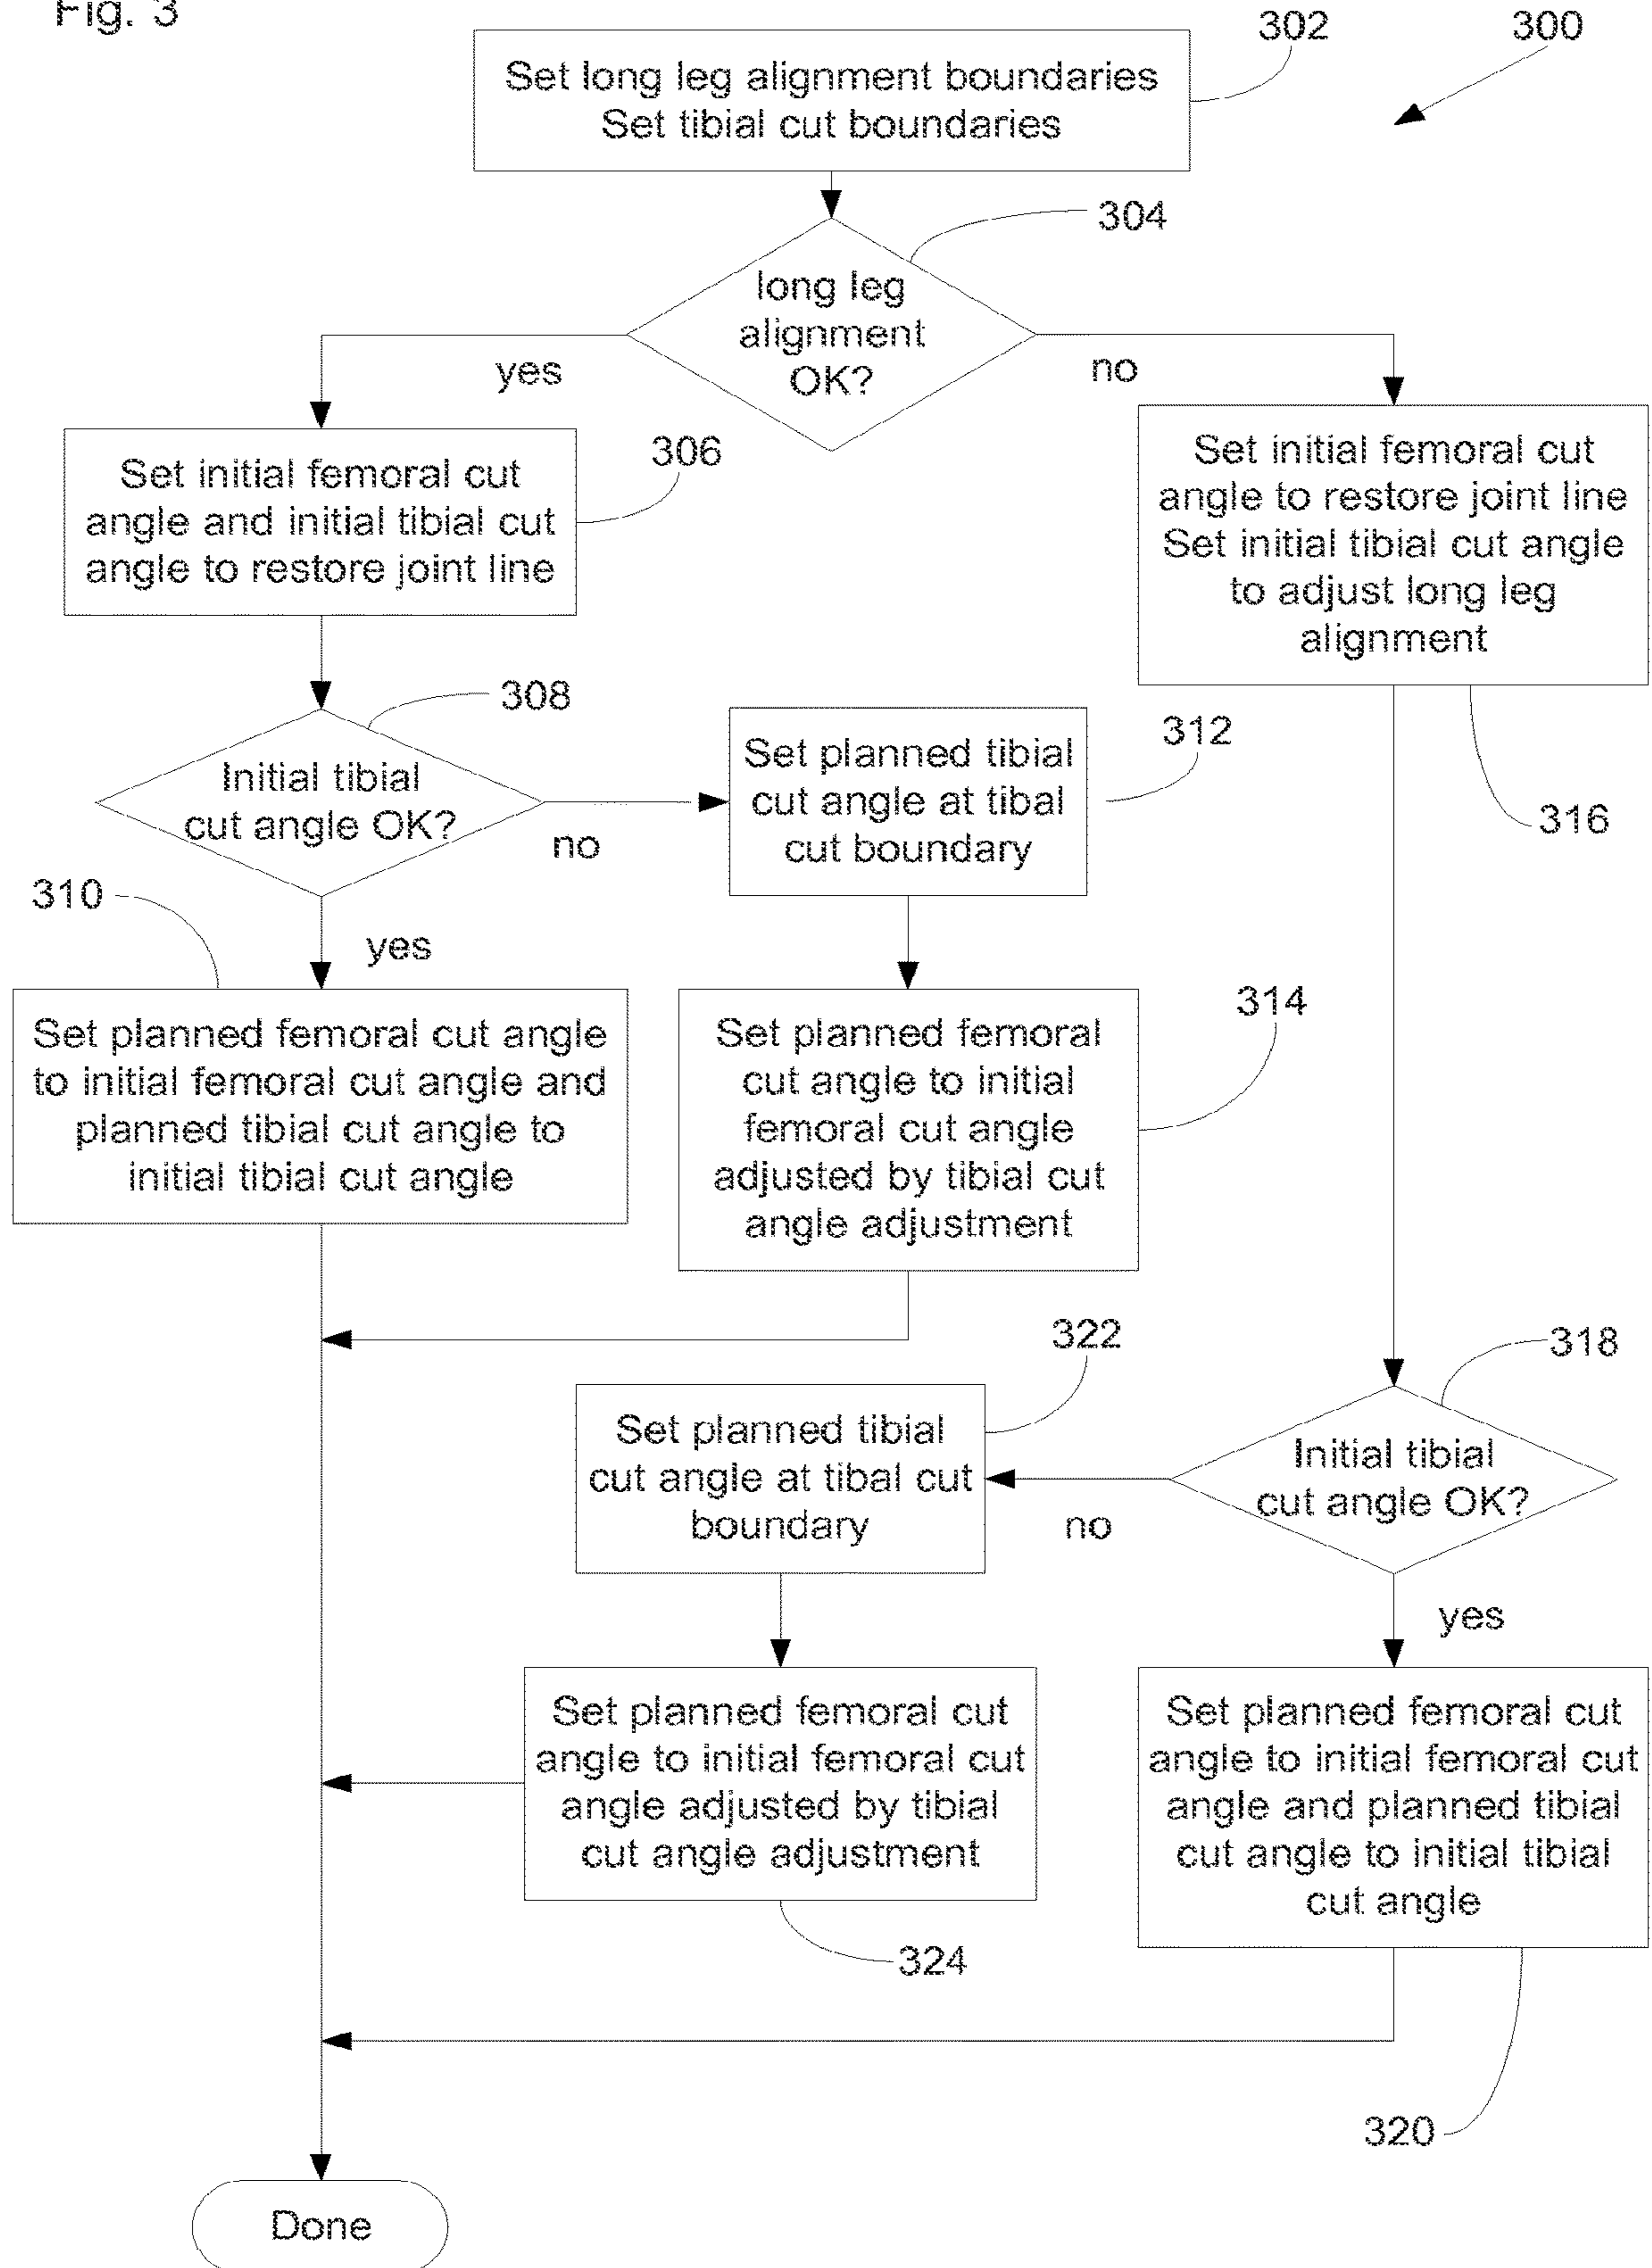 Fig. 3
302
300
Set long leg alignment boundaries
Set tibial cut boundaries
304
long leg
alignment
OK?
yes
no
306
Set initial femoral cut
angle and initial tibial cut
angle to restore joint line
Set initial femoral cut
angle to restore joint line
Set initial tibial cut angle
to adjust long leg
alignment
316
308
Initial tibial
cut angle OK?
no
yes
312
Set planned tibial
cut angle at tibal
cut boundary
310
Set planned femoral cut angle
to initial femoral cut angle and
planned tibial cut angle to
initial tibial cut angle
314
Set planned femoral
cut angle to initial
femoral cut angle
adjusted by tibial cut
angle adjustment
322
318
Set planned tibial
cut angle at tibal cut
boundary
Initial tibial
cut angle OK?
no
yes
Set planned femoral cut
angle to initial femoral cut
angle adjusted by tibial
cut angle adjustment
324
Set planned femoral cut
angle to initial femoral cut
angle and planned tibial
cut angle to initial tibial
cut angle
320
Done